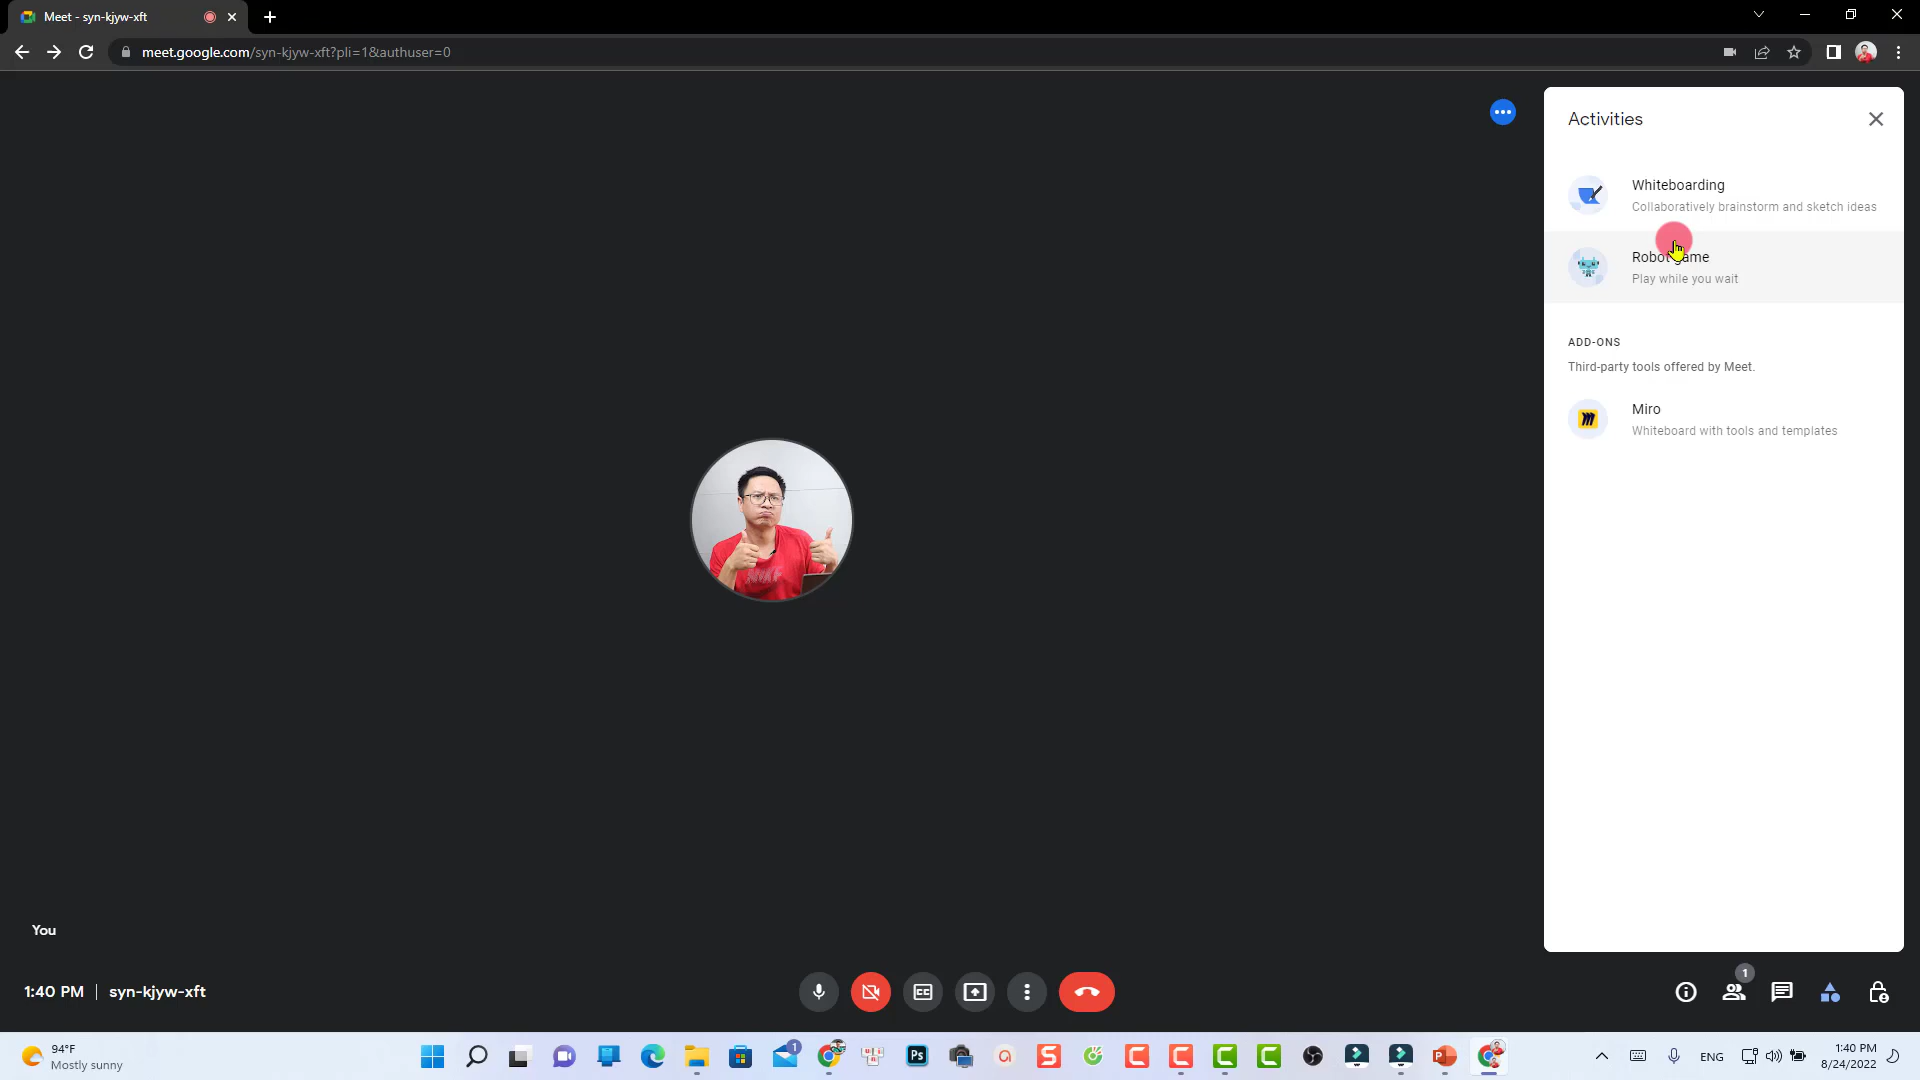 Meet - syn-kjyw-xft
meet.google.com/syn-kjyw-xft?pli=1&authuser=0
Activities
Whiteboarding
Collaboratively brainstorm and sketch ideas
Robot game
Play while you wait
ADD-ONS
Third-party tools offered by Meet.
Miro
Whiteboard with tools and templates
You
1:40 PM | syn-kjyw-xft
1
94°F
Mostly sunny
1
Ps
ENG
1:40 PM
8/24/2022